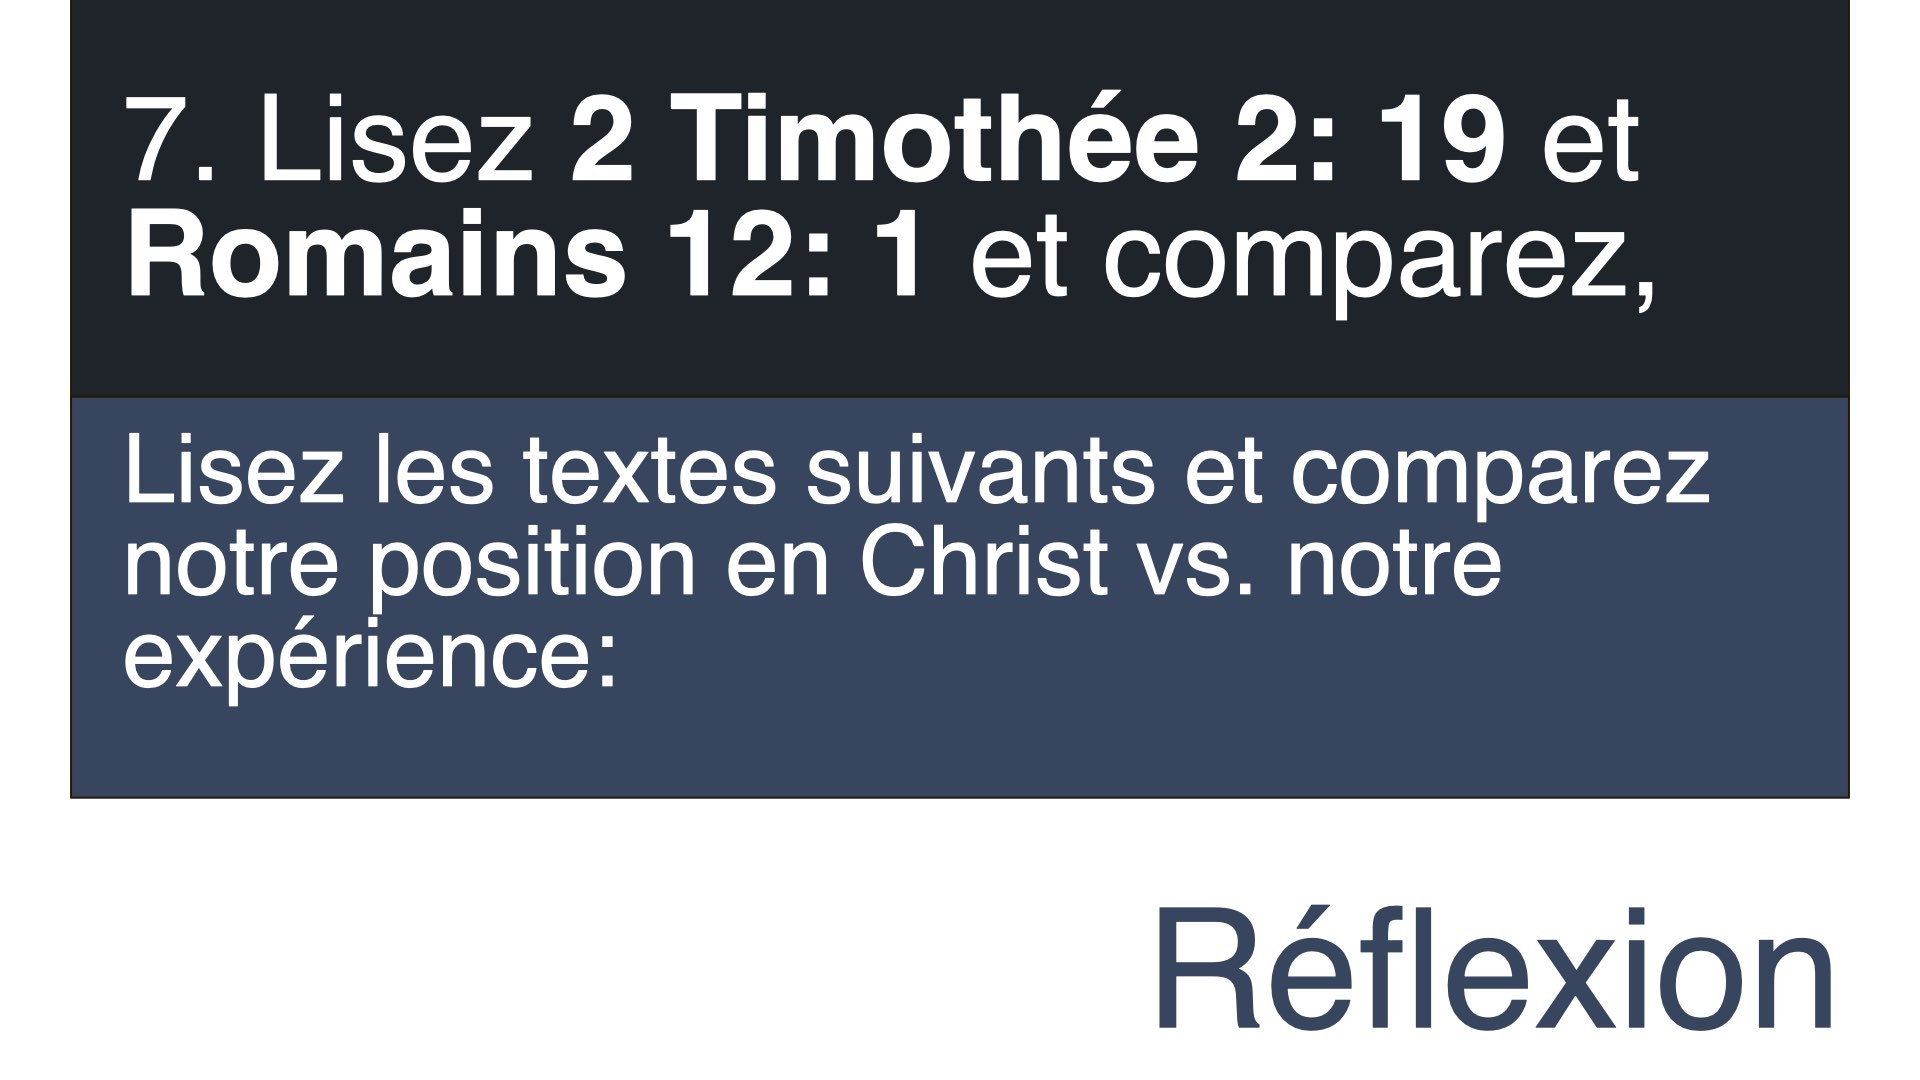 7. Lisez 2 Timothée 2: 19 et
Romains 12: 1 et comparez,
Lisez les textes suivants et comparez
notre position en Christ vs. notre
expérience:
Réflexion